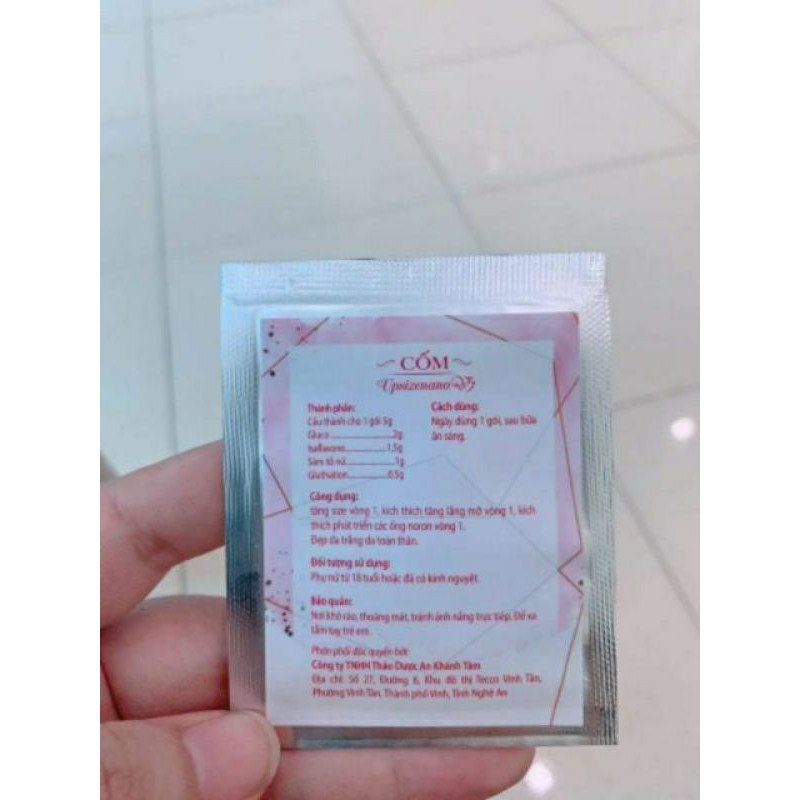 CỐM
Upsizenano
Thành phần:
Cấu thành cho 1 gói 5g
Gluco..........................2g
Isoflavono..................1,5g
Sâm tố nữ....................1g
Gluthation.................0,5g
Cách dùng:
Ngày dùng 1 gói, sau bữa
ăn sáng.
Công dụng:
tăng size vòng 1, kích thích tăng lắng mỡ vòng 1, kích
thích phát triển các ống noron vòng 1.
Đẹp da trắng da toàn thân.
Đối tượng sử dụng:
Phụ nữ từ 18 tuổi hoặc đã có kinh nguyệt.
Bảo quản:
Nơi khô ráo, thoáng mát, tránh ánh nắng trực tiếp. Để xa
tầm tay trẻ em.
Phân phối độc quyền bởi:
Công ty TNHH Thảo Dược An Khánh Tâm
Địa chỉ: Số 27, Đường 8, Khu đô thị Tecco Vinh Tân,
Phường Vinh Tân, Thành phố Vinh, Tỉnh Nghệ An